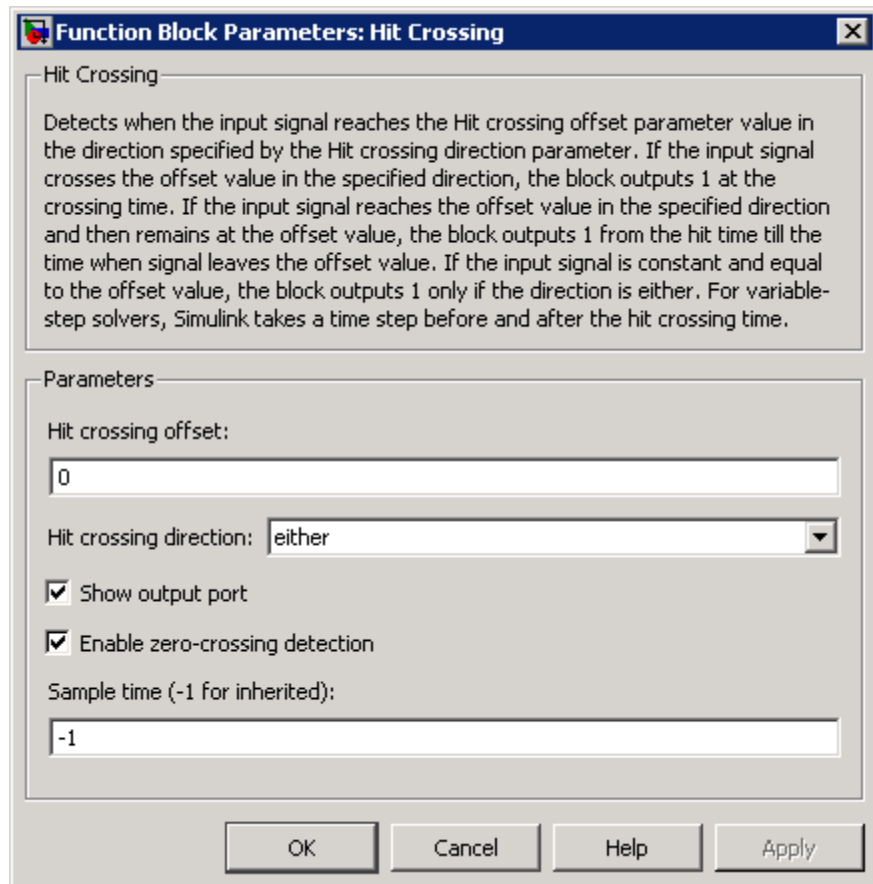 Function Block Parameters: Hit Crossing
Hit Crossing
Detects when the input signal reaches the Hit crossing offset parameter value in
the direction specified by the Hit crossing direction parameter. If the input signal
crosses the offset value in the specified direction, the block outputs 1 at the
crossing time. If the input signal reaches the offset value in the specified direction
and then remains at the offset value, the block outputs 1 from the hit time till the
time when signal leaves the offset value. If the input signal is constant and equal
to the offset value, the block outputs 1 only if the direction is either. For variable-
step solvers, Simulink takes a time step before and after the hit crossing time.
Parameters
Hit crossing offset:
0
Hit crossing direction: either
Show output port
Enable zero-crossing detection
Sample time (-1 for inherited):
-1
OK Cancel Help Apply